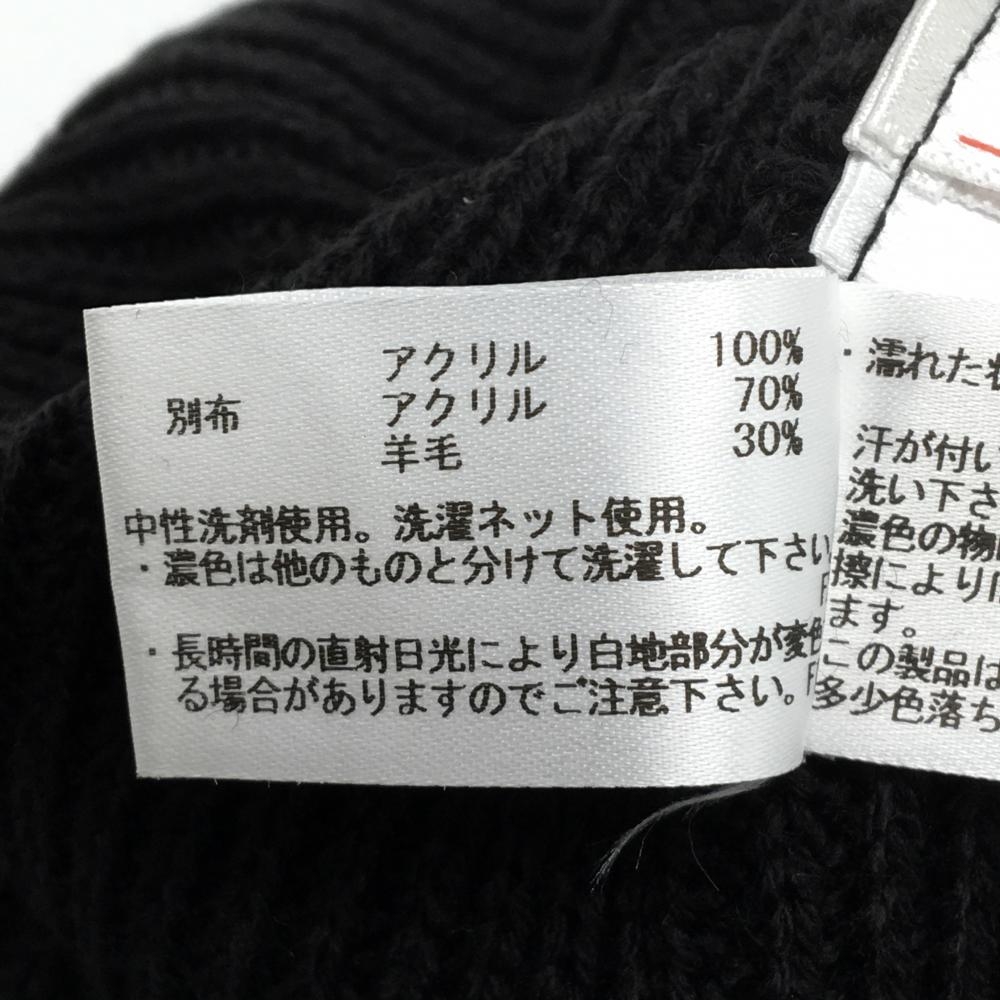 アクリル 100%
別布 アクリル 70%
羊毛 30%
中性洗剤使用。洗濯ネット使用。
・濃色は他のものと分けて洗濯して下さい
・長時間の直射日光により白地部分が変色
る場合がありますのでご注意下さい。
・濡れた
汗が付い
洗い下さ
濃色の物
擦により
ます。
この製品は
多少色落ち